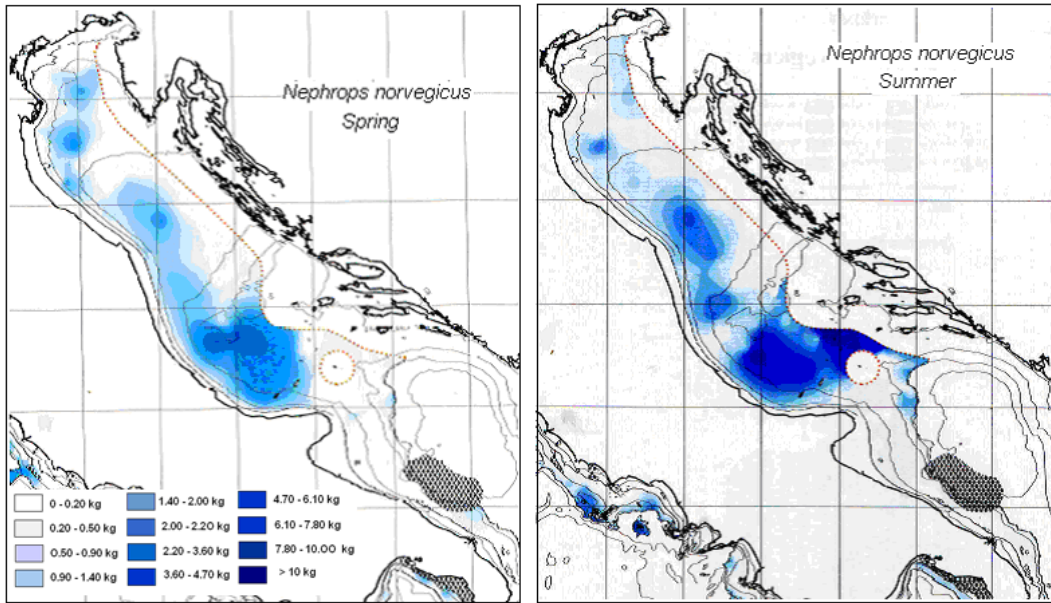 Nephrops norvegicus
Spring
0 - 0.20 kg
0.20 - 0.50 kg
0.50 - 0.90 kg
0.90 - 1.40 kg
1.40 - 2.00 kg
2.00 - 2.20 kg
2.20 - 3.60 kg
3.60 - 4.70 kg
4.70 - 6.10 kg
6.10 - 7.80 kg
7.80 - 10.00 kg
> 10 kg
Nephrops norvegicus
Summer